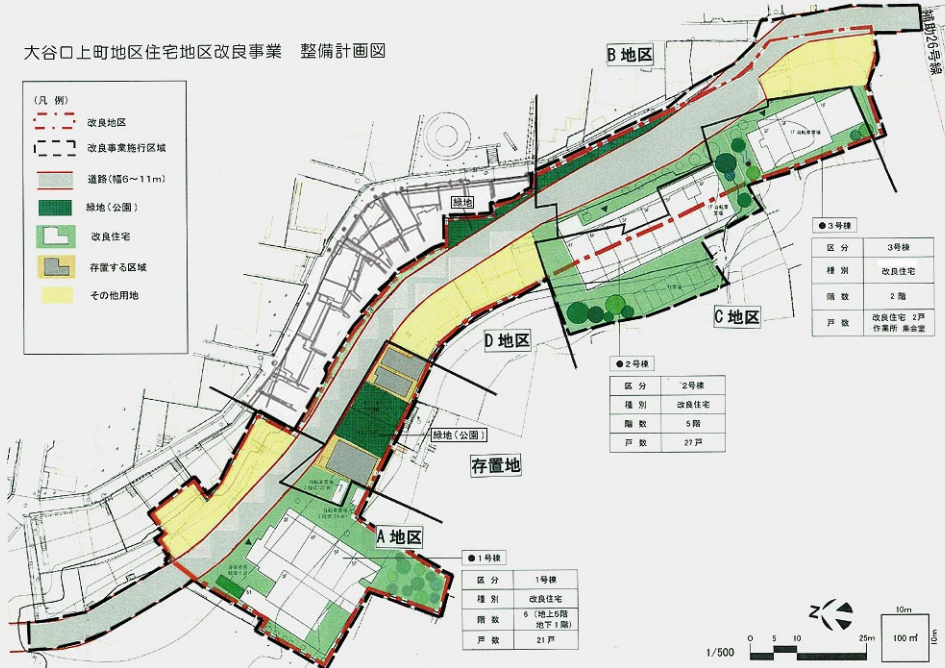 大谷口上町地区住宅地区改良事業　整備計画図
(凡 例)
改良地区
改良事業施行区域
道路(幅6～11m)
緑地(公園)
改良住宅
存置する区域
その他用地
B地区
補助26号線
緑地
C地区
D地区
緑地(公園)
存置地
A地区
●3号棟
区 分 3号棟
種 別 改良住宅
階 数 2 階
戸 数 改良住宅 2戸
作業所 集会室
●2号棟
区 分 2号棟
種 別 改良住宅
階 数 5 階
戸 数 27 戸
●1号棟
区 分 1号棟
種 別 改良住宅
階 数 6 (地上5階
地下1階)
戸 数 21 戸
Z
1/500
0 5 10 25m
10m
100㎡
10m